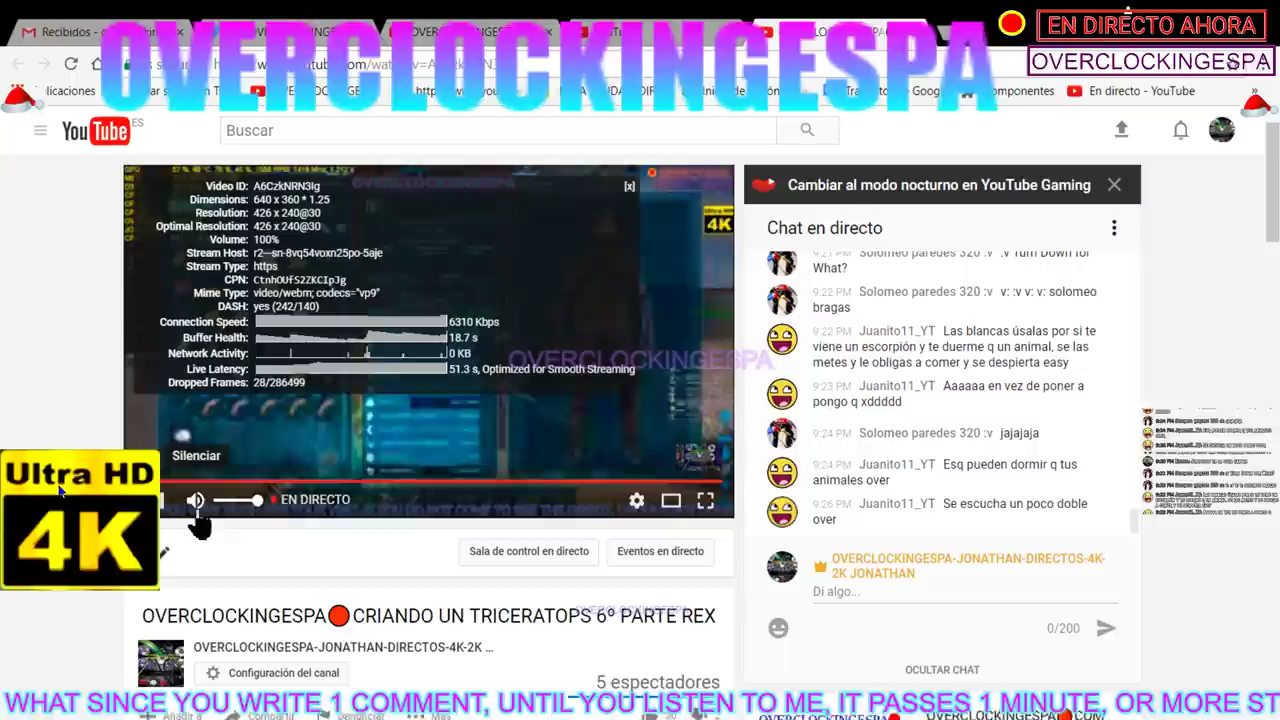 Recibidos
OVERCLOCKINGESPA
EN DIRECTO AHORA
OVERCLOCKINGESPA
En directo - YouTube
YouTube ES
Buscar
Video ID: A6CzkNRN3Ig
[x]
Dimensions: 640 x 360 * 1.25
Resolution: 426 x 240@30
Optimal Resolution: 426 x 240@30
Volume: 100%
Stream Host: r2---sn-8vq54voxn25po-5aje
Stream Type: https
CPN: CtnhOUfS2ZKCIpJg
Mime Type: video/webm; codecs="vp9"
DASH: yes (242/140)
Connection Speed: 6310 Kbps
Buffer Health: 18.7 s
Network Activity: 0 KB
Live Latency: 51.3 s, Optimized for Smooth Streaming
Dropped Frames: 28/286499
OVERCLOCKINGESPA
4K
Silenciar
EN DIRECTO
Ultra HD
4K
Sala de control en directo
Eventos en directo
OVERCLOCKINGESPA🔴CRIANDO UN TRICERATOPS 6º PARTE REX
OVERCLOCKINGESPA-JONATHAN-DIRECTOS-4K-2K ...
Configuración del canal
5 espectadores
Cambiar al modo nocturno en YouTube Gaming
Chat en directo
9:21 PM Solomeo paredes 320 :v :v Turn Down for
What?
9:22 PM Solomeo paredes 320 :v v: :v v: v: solomeo
bragas
9:22 PM Juanito11_YT Las blancas úsalas por si te
viene un escorpión y te duerme q un animal, se las
metes y le obligas a comer y se despierta easy
9:23 PM Juanito11_YT Aaaaaa en vez de poner a
pongo q xddddd
9:24 PM Solomeo paredes 320 :v jajajaja
9:24 PM Juanito11_YT Esq pueden dormir q tus
animales over
9:26 PM Juanito11_YT Se escucha un poco doble
over
OVERCLOCKINGESPA-JONATHAN-DIRECTOS-4K-
2K JONATHAN
Di algo...
0/200
OCULTAR CHAT
WHAT SINCE YOU WRITE 1 COMMENT, UNTIL YOU LISTEN TO ME, IT PASSES 1 MINUTE, OR MORE ST